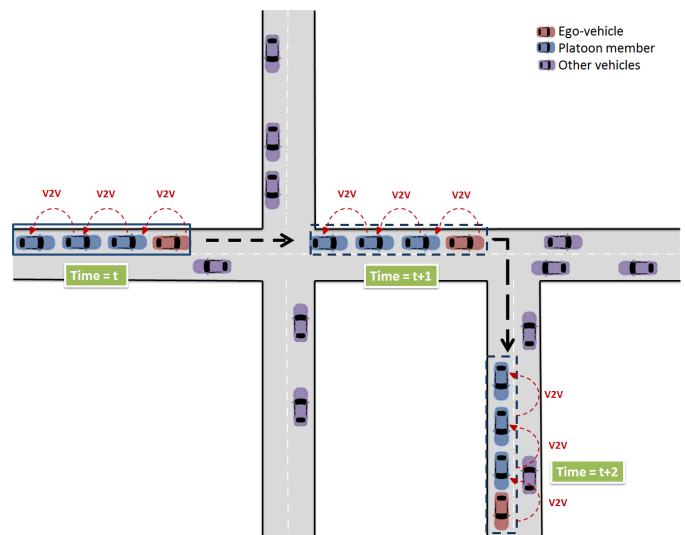 Ego-vehicle
Platoon member
Other vehicles
V2V V2V V2V
V2V V2V V2V
Time = t
Time = t+1
V2V
V2V
Time = t+2
V2V